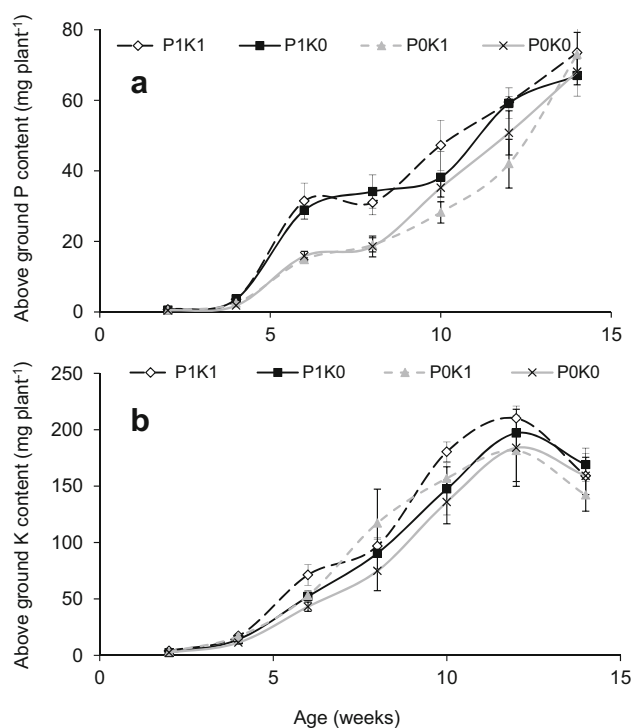 P1K1 P1K0 P0K1 P0K0
a
Above ground P content (mg plant⁻¹)
80
60
40
20
0
0 5 10 15
P1K1 P1K0 P0K1 P0K0
b
Above ground K content (mg plant⁻¹)
250
200
150
100
50
0
0 5 10 15
Age (weeks)